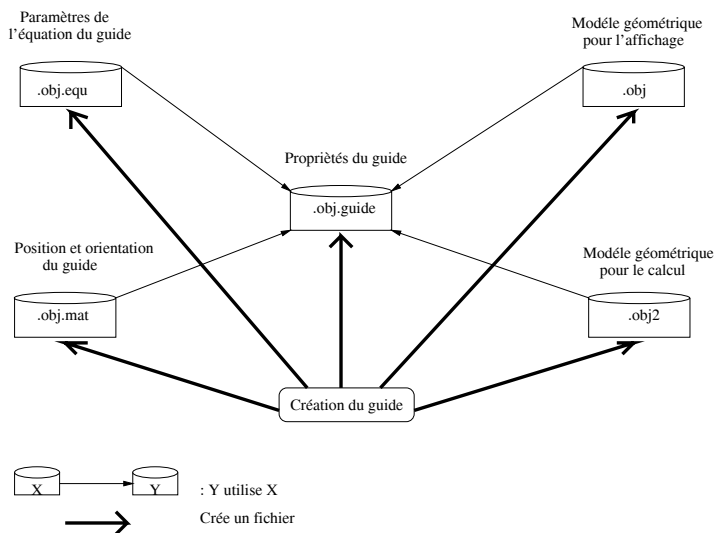 Paramètres de
l'équation du guide
.obj.equ
Modéle géométrique
pour l'affichage
.obj
Propriètés du guide
.obj.guide
Position et orientation
du guide
.obj.mat
Modéle géométrique
pour le calcul
.obj2
Création du guide
X
Y
: Y utilise X
Crée un fichier